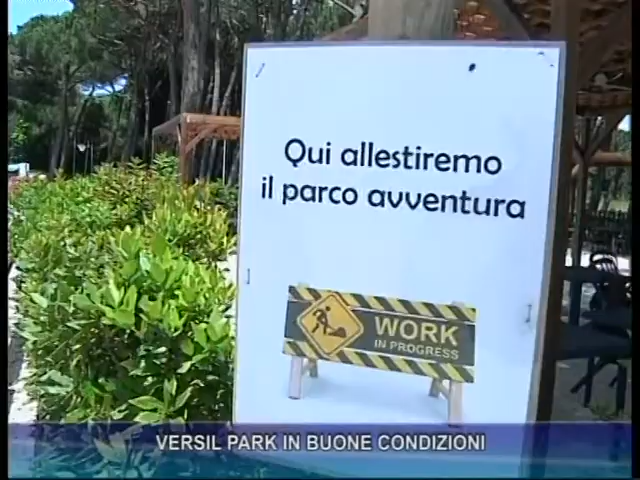 Qui allestiremo
il parco avventura
WORK
IN PROGRESS
VERSIL PARK IN BUONE CONDIZIONI